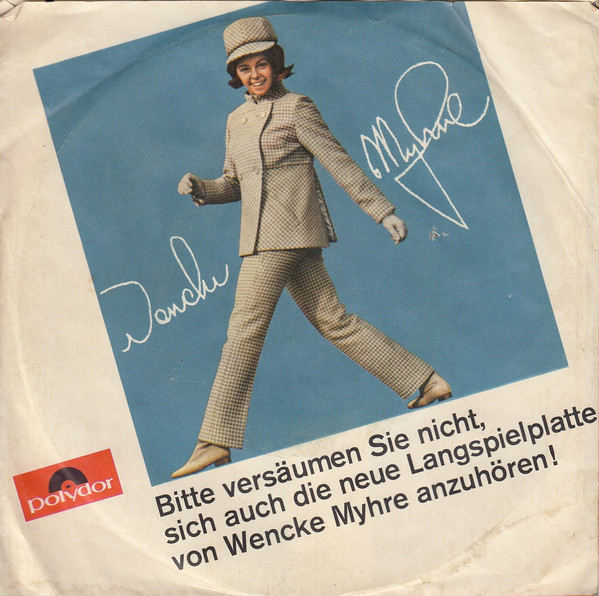 Wencke
Myhre
polydor
Bitte versäumen Sie nicht,
sich auch die neue Langspielplatte
von Wencke Myhre anzuhören!